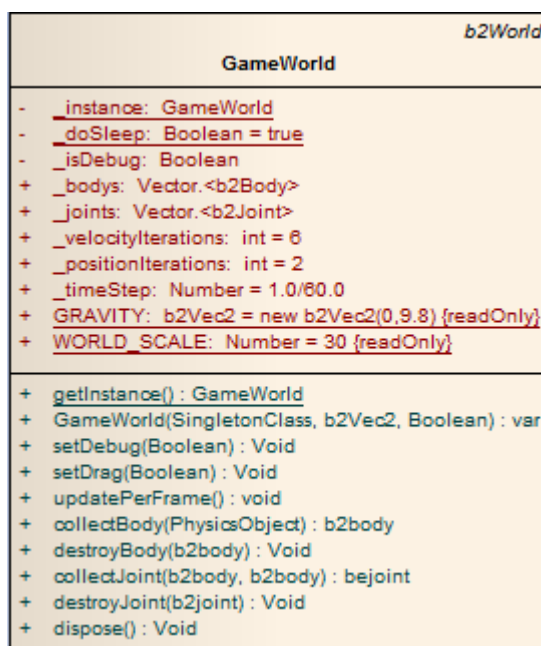 b2World
GameWorld
- _instance: GameWorld
- _doSleep: Boolean = true
- _isDebug: Boolean
+ _bodys: Vector.<b2Body>
+ _joints: Vector.<b2Joint>
+ _velocityIterations: int = 6
+ _positionIterations: int = 2
+ _timeStep: Number = 1.0/60.0
+ GRAVITY: b2Vec2 = new b2Vec2(0,9.8) {readOnly}
+ WORLD_SCALE: Number = 30 {readOnly}
+ getInstance() : GameWorld
+ GameWorld(SingletonClass, b2Vec2, Boolean) : var
+ setDebug(Boolean) : Void
+ setDrag(Boolean) : Void
+ updatePerFrame() : void
+ collectBody(PhysicsObject) : b2body
+ destroyBody(b2body) : Void
+ collectJoint(b2body, b2body) : bejoint
+ destroyJoint(b2joint) : Void
+ dispose() : Void